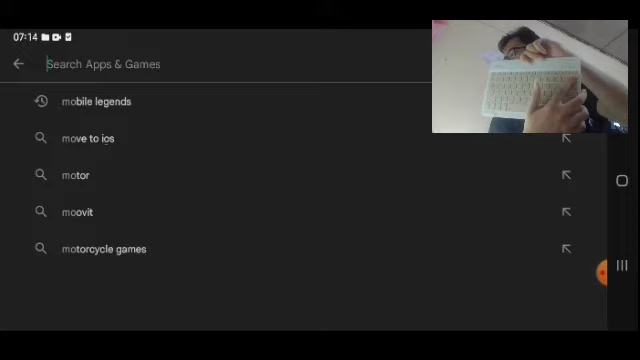 07:14
Search Apps & Games
mobile legends
move to ios
motor
moovit
motorcycle games